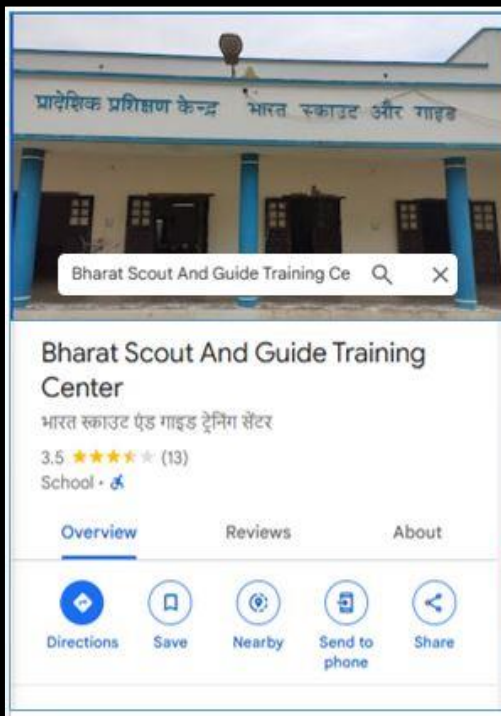 प्रादेशिक प्रशिक्षण केन्द्र भारत स्काउट और गाइड
Bharat Scout And Guide Training Ce
Bharat Scout And Guide Training
Center
भारत स्काउट एंड गाइड ट्रेनिंग सेंटर
3.5 (13)
School
Overview Reviews About
Directions Save Nearby Send to phone Share